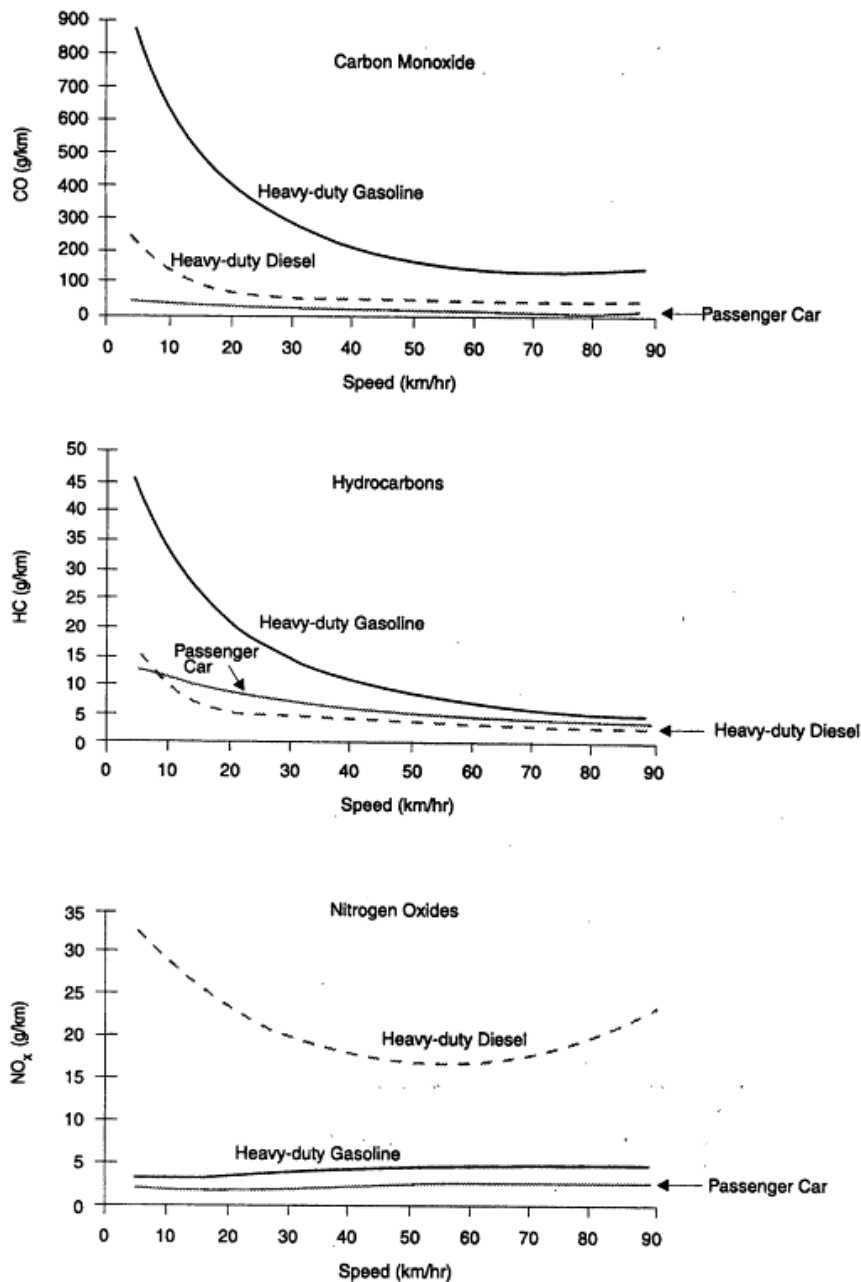 900
800
700
600
500
400
300
200
100
0
CO (g/km)
Carbon Monoxide
Heavy-duty Gasoline
Heavy-duty Diesel
Passenger Car
0 10 20 30 40 50 60 70 80 90
Speed (km/hr)
50
45
40
35
30
25
20
15
10
5
0
HC (g/km)
Hydrocarbons
Heavy-duty Gasoline
Passenger
Car
Heavy-duty Diesel
0 10 20 30 40 50 60 70 80 90
Speed (km/hr)
35
30
25
20
15
10
5
0
NOx (g/km)
Nitrogen Oxides
Heavy-duty Diesel
Heavy-duty Gasoline
Passenger Car
0 10 20 30 40 50 60 70 80 90
Speed (km/hr)